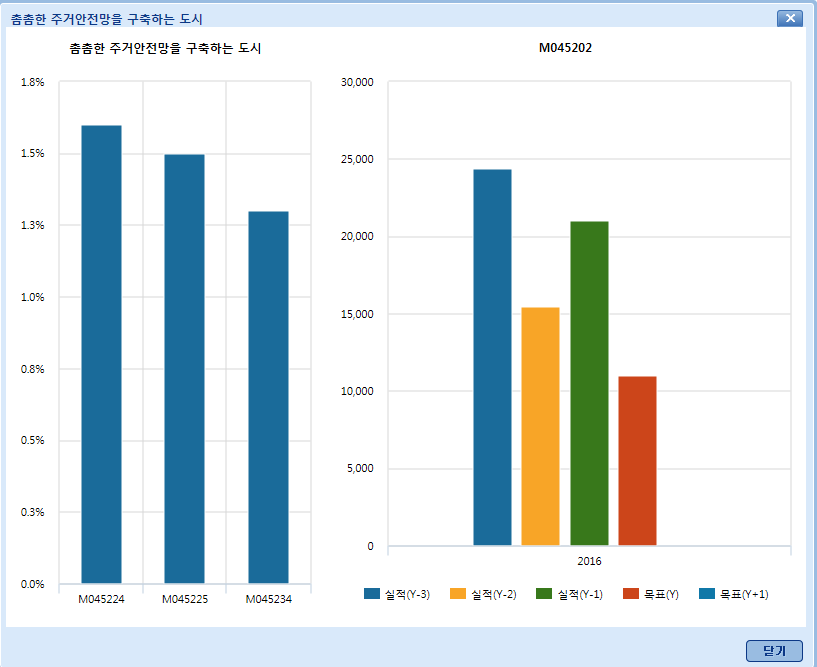 촘촘한 주거안전망을 구축하는 도시
촘촘한 주거안전망을 구축하는 도시
1.8%
1.5%
1.3%
1.0%
0.8%
0.5%
0.3%
0.0%
M045224 M045225 M045234
M045202
30,000
25,000
20,000
15,000
10,000
5,000
0
2016
실적(Y-3) 실적(Y-2) 실적(Y-1) 목표(Y) 목표(Y+1)
닫기